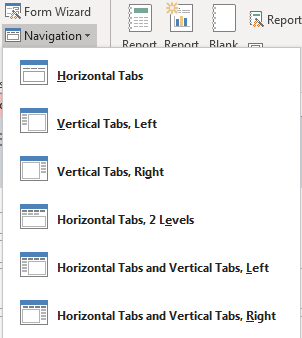 Form Wizard
Navigation
Report Report Blank
Report
Horizontal Tabs
Vertical Tabs, Left
Vertical Tabs, Right
Horizontal Tabs, 2 Levels
Horizontal Tabs and Vertical Tabs, Left
Horizontal Tabs and Vertical Tabs, Right